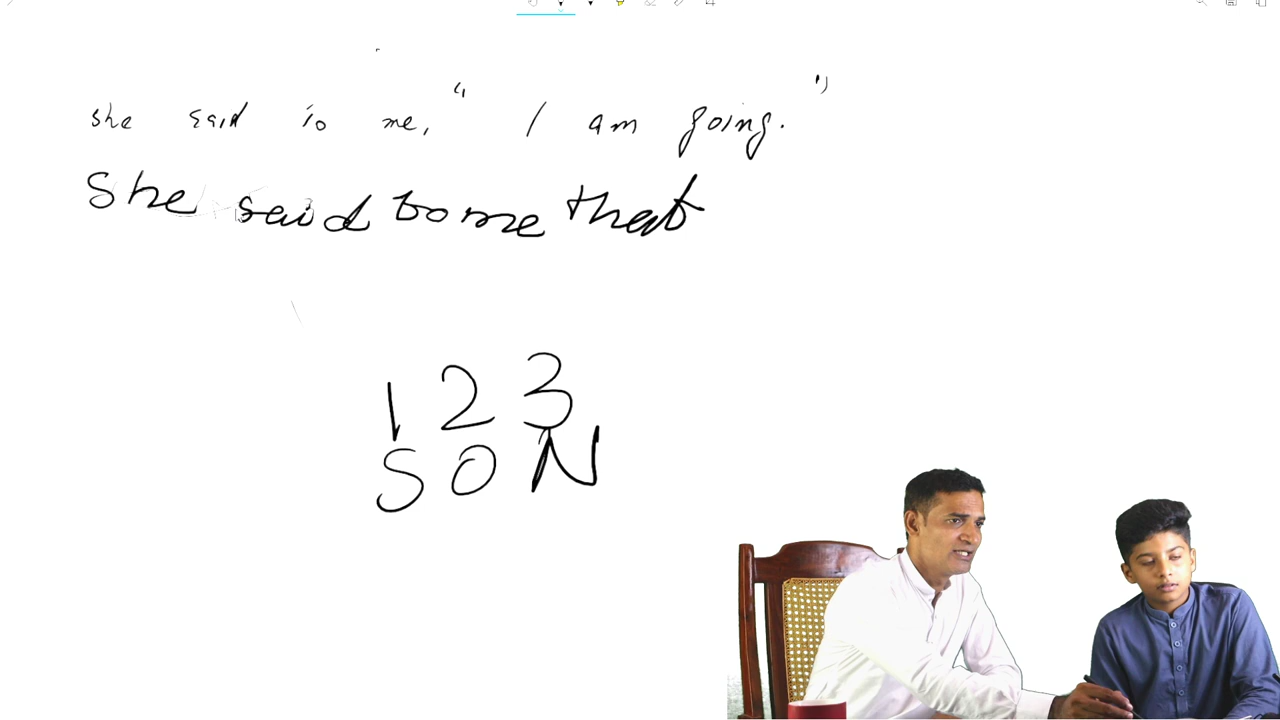 she said to me, " I am going. "
She said to me that
1 2 3
S O N